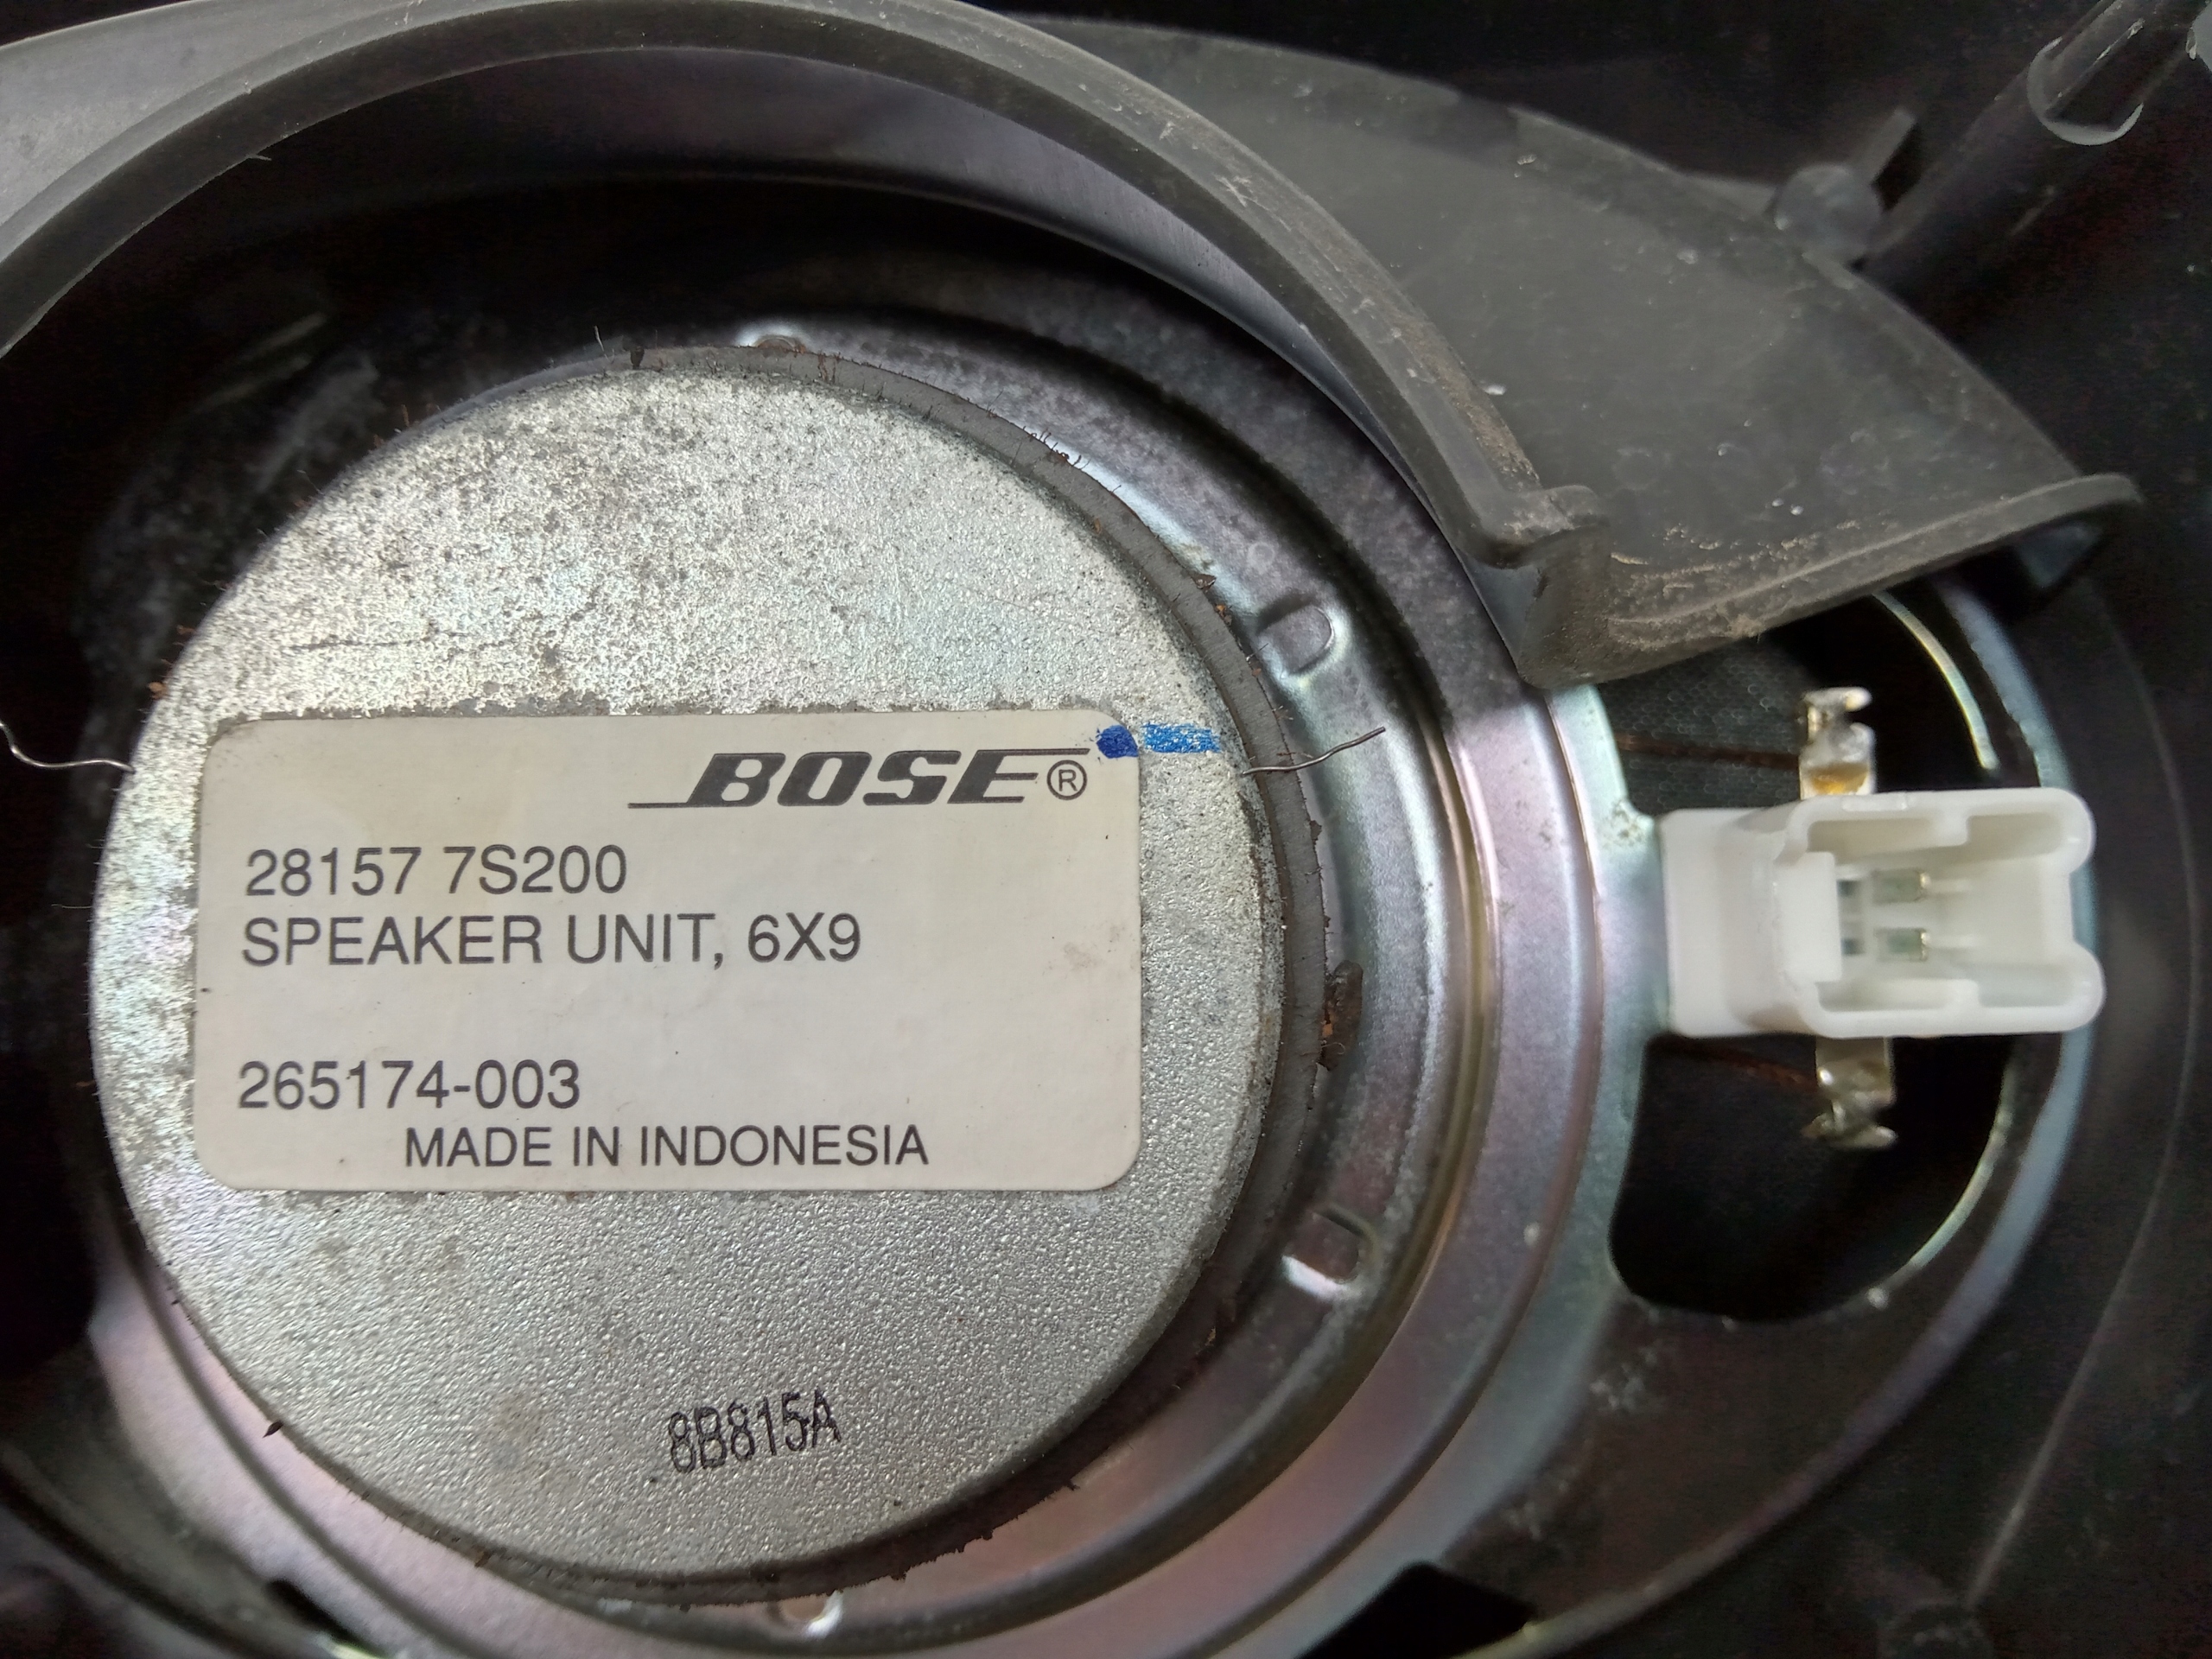 BOSE®
28157 7S200
SPEAKER UNIT, 6X9
265174-003
MADE IN INDONESIA
8B815A